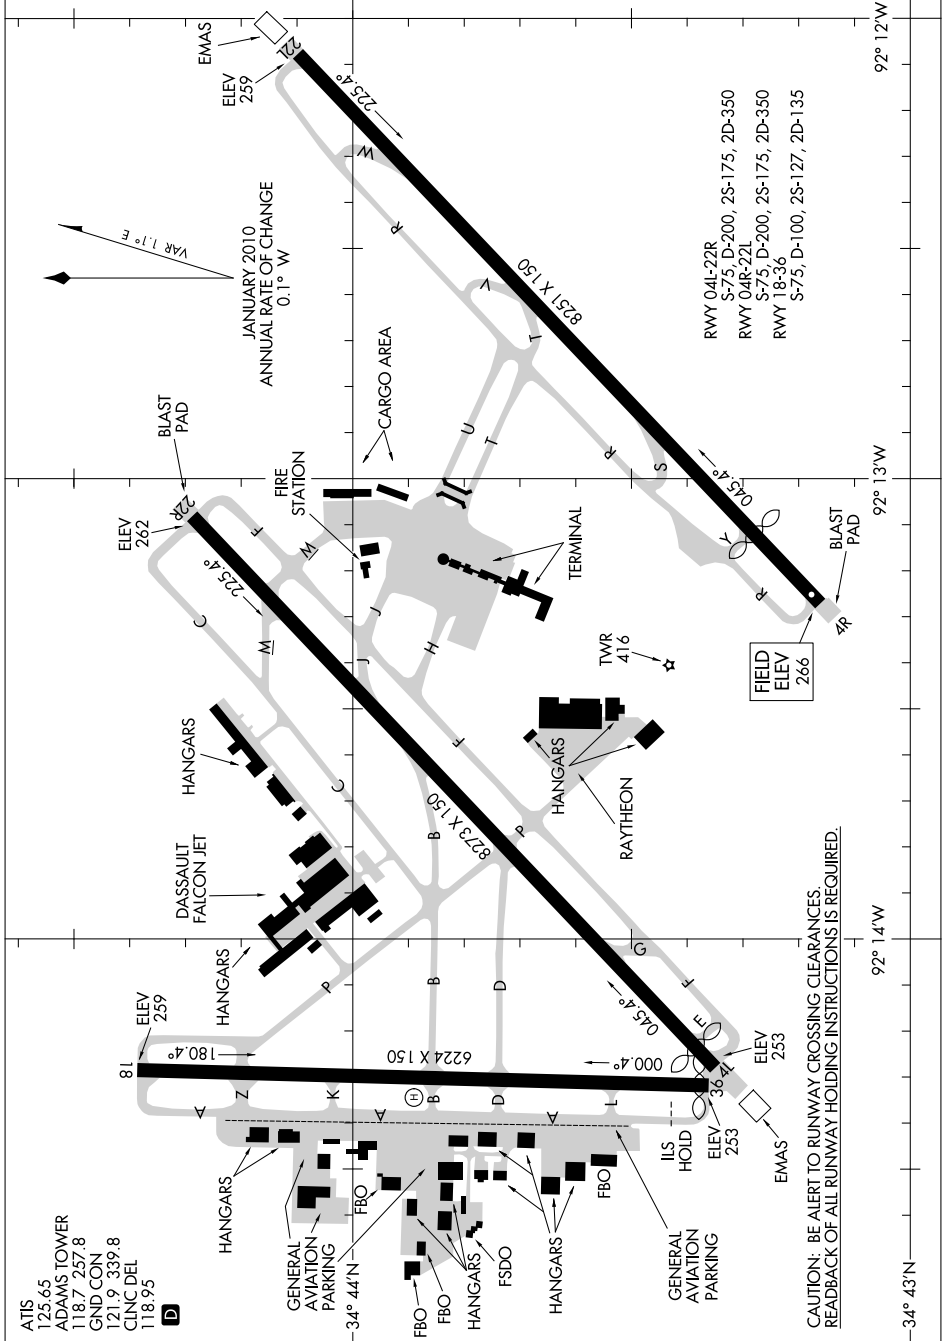 ATIS
125.65
ADAMS TOWER
118.7 257.8
GND CON
121.9 339.8
CLNC DEL
118.95
D
JANUARY 2010
ANNUAL RATE OF CHANGE
0.1° W
VAR 1.1° E
EMAS
ELEV
259
22L
225.4°
W
R
V
8251 X 150
T
CARGO AREA
U
T
R
S
045.4°
Y
R
BLAST
PAD
4R
FIELD
ELEV
266
RWY 04L-22R
S-75, D-200, 2S-175, 2D-350
RWY 04R-22L
S-75, D-200, 2S-175, 2D-350
RWY 18-36
S-75, D-100, 2S-127, 2D-135
BLAST
PAD
ELEV
262
22R
225.4°
F
M
FIRE
STATION
C
M
J
J
H
TERMINAL
TWR
416
HANGARS
C
F
HANGARS
RAYTHEON
DASSAULT
FALCON JET
B
8273 X 150
P
HANGARS
P
B
D
G
F
045.4°
E
ELEV
253
4L
EMAS
ELEV
259
18
180.4°
6224 X 150
000.4°
36
ELEV
253
ILS
HOLD
A
Z
K
A
H
B
D
A
L
HANGARS
GENERAL
AVIATION
PARKING
FBO
FBO
FBO
HANGARS
FSDO
HANGARS
FBO
GENERAL
AVIATION
PARKING
34° 44'N
34° 43'N
92° 14'W
92° 13'W
92° 12'W
CAUTION: BE ALERT TO RUNWAY CROSSING CLEARANCES.
READBACK OF ALL RUNWAY HOLDING INSTRUCTIONS IS REQUIRED.